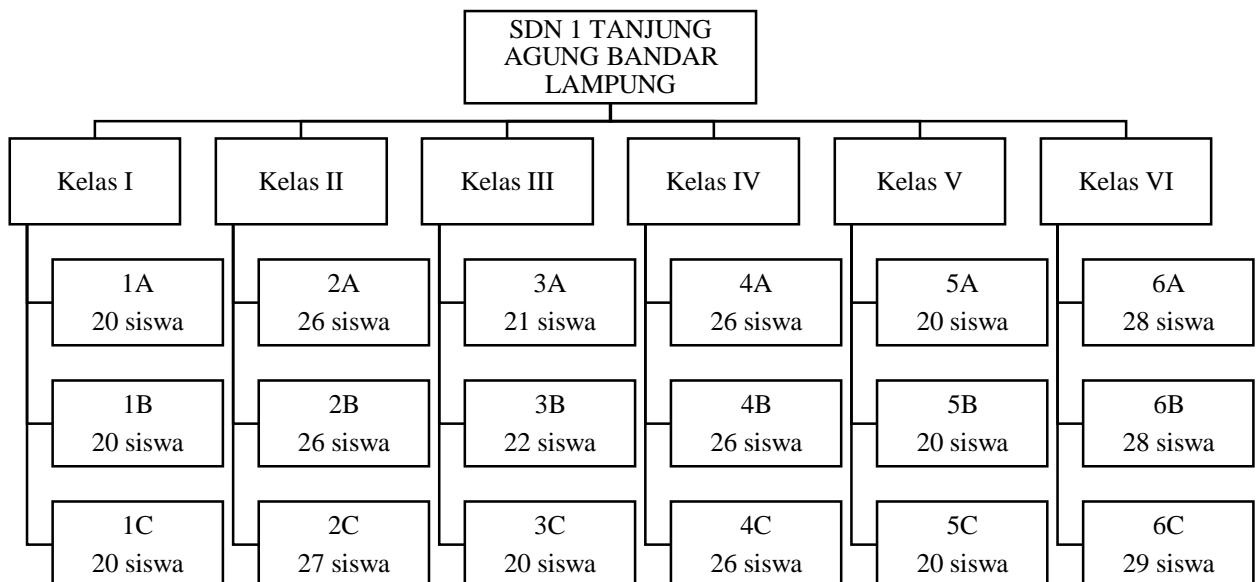 SDN 1 TANJUNG
AGUNG BANDAR
LAMPUNG
Kelas I
Kelas II
Kelas III
Kelas IV
Kelas V
Kelas VI
1A
20 siswa
2A
26 siswa
3A
21 siswa
4A
26 siswa
5A
20 siswa
6A
28 siswa
1B
20 siswa
2B
26 siswa
3B
22 siswa
4B
26 siswa
5B
20 siswa
6B
28 siswa
1C
20 siswa
2C
27 siswa
3C
20 siswa
4C
26 siswa
5C
20 siswa
6C
29 siswa